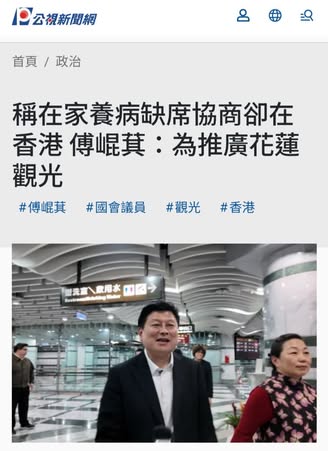 公視新聞網
首頁 / 政治
稱在家養病缺席協商卻在
香港 傅崐萁：為推廣花蓮
觀光
#傅崐萁 #國會議員 #觀光 #香港
洗室＼飲用水